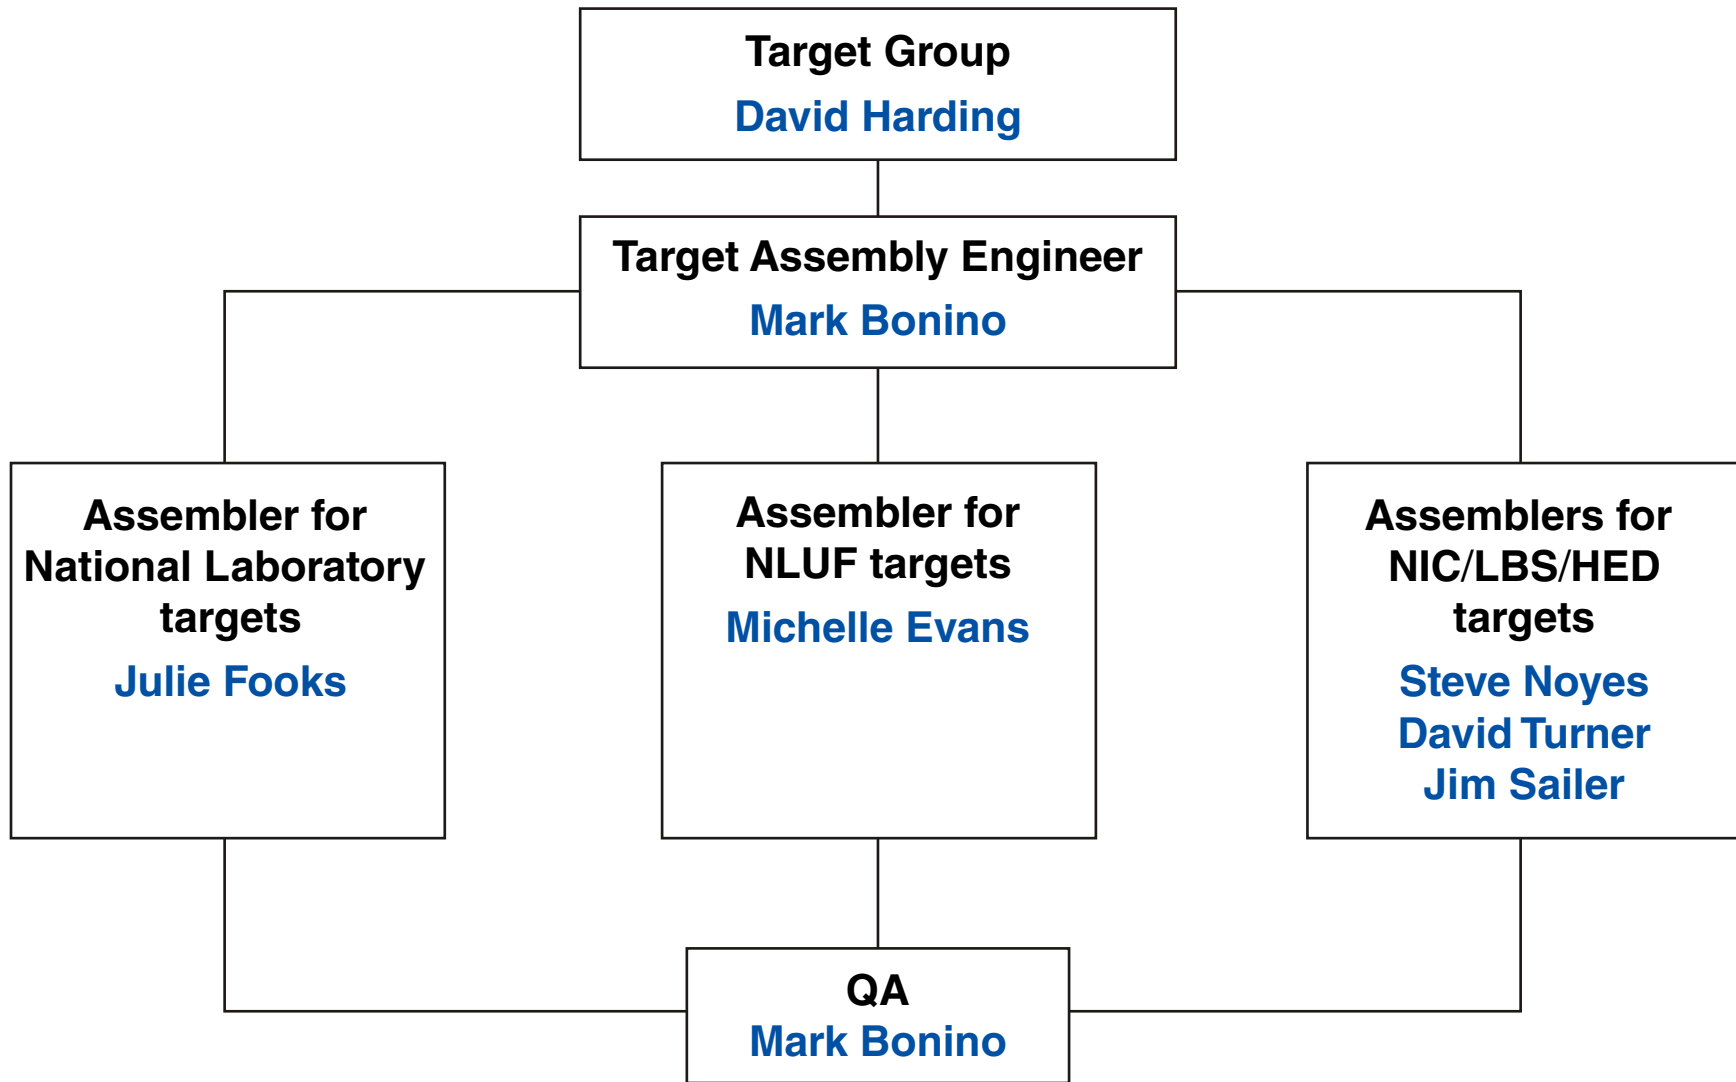 Target Group
David Harding
Target Assembly Engineer
Mark Bonino
Assembler for
National Laboratory
targets
Julie Fooks
Assembler for
NLUF targets
Michelle Evans
Assemblers for
NIC/LBS/HED
targets
Steve Noyes
David Turner
Jim Sailer
QA
Mark Bonino